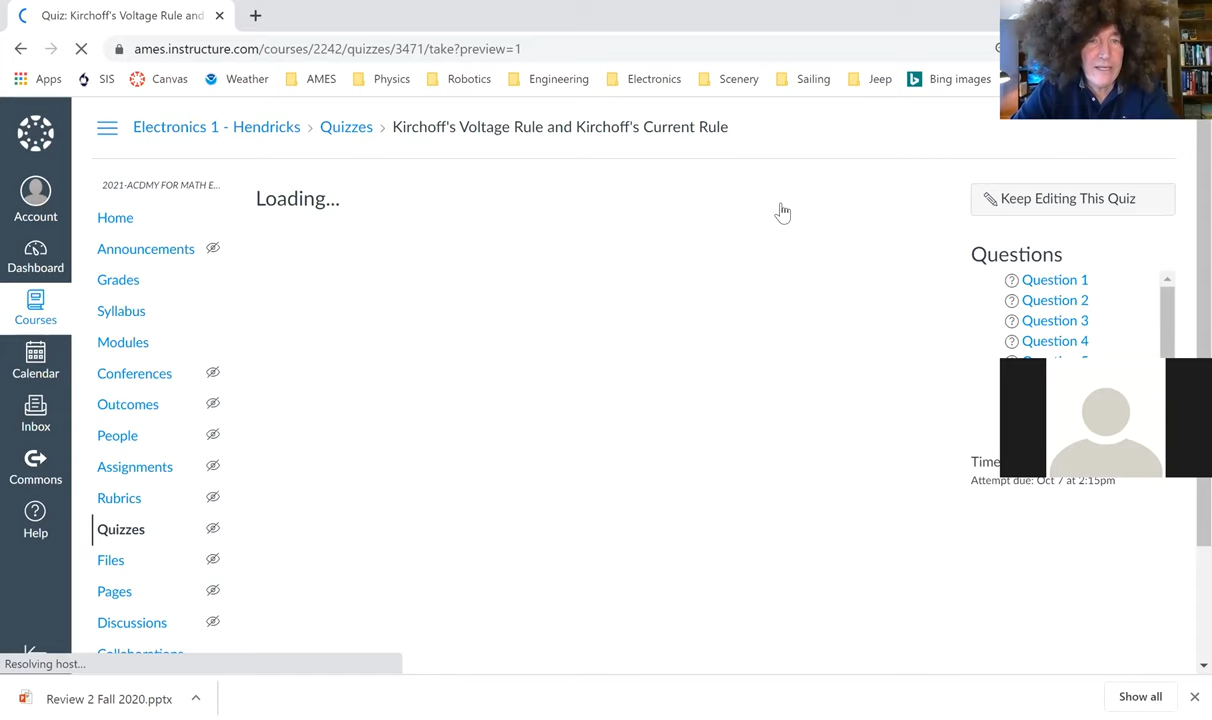 Quiz: Kirchoff's Voltage Rule and
ames.instructure.com/courses/2242/quizzes/3471/take?preview=1
Apps SIS Canvas Weather AMES Physics Robotics Engineering Electronics Scenery Sailing Jeep Bing images
Electronics 1 - Hendricks › Quizzes › Kirchoff's Voltage Rule and Kirchoff's Current Rule
Account
Dashboard
Courses
Calendar
Inbox
Commons
Help
2021-ACDMY FOR MATH E...
Home
Announcements
Grades
Syllabus
Modules
Conferences
Outcomes
People
Assignments
Rubrics
Quizzes
Files
Pages
Discussions
Collaborations
Loading...
Keep Editing This Quiz
Questions
Question 1
Question 2
Question 3
Question 4
Time
Attempt due: Oct 7 at 2:15pm
Resolving host...
Review 2 Fall 2020.pptx
Show all